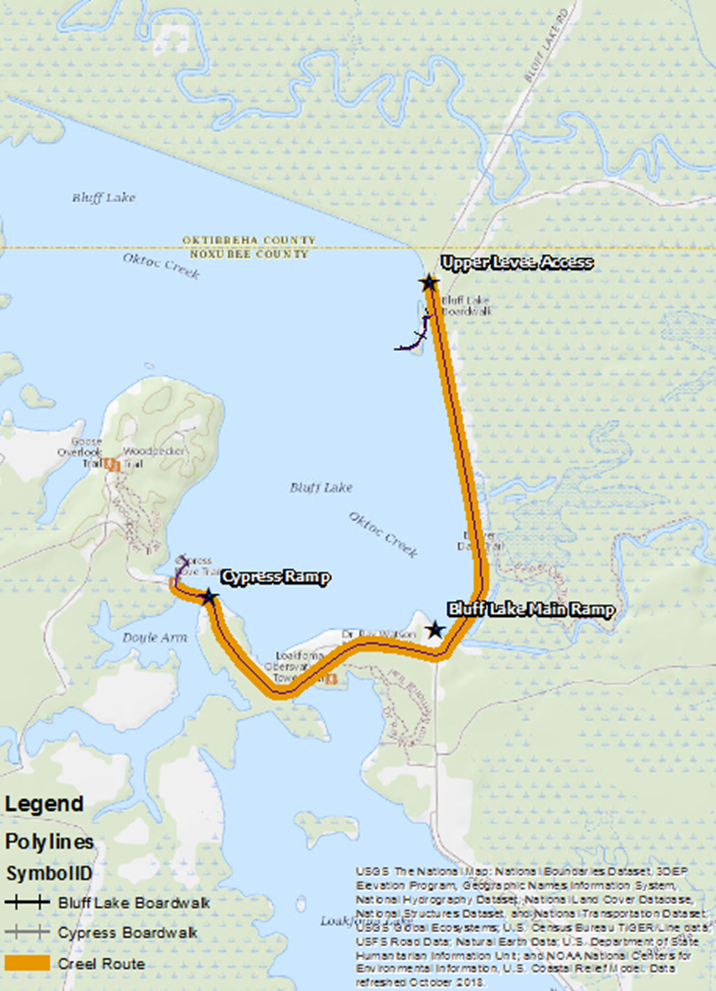 BLUFF LAKE RD
Bluff Lake
OKTIBBEHA COUNTY
NOXUBEE COUNTY
Oktoc Creek
Upper Levee Access
Bluff Lake
Boardwalk
Goose
Overlook
Trail
Woodpecker
Trail
Bluff Lake
Oktoc Creek
Cypress
Cypress Ramp
Bluff Lake Main Ramp
Doyle Arm
Dr. Ray Watson
Loakfoma
Obersvat
Tower
Legend
Polylines
SymbolID
Bluff Lake Boardwalk
Cypress Boardwalk
Creel Route
USGS The National Map: National Boundaries Dataset, 3DEP
Elevation Program, Geographic Names Information System,
National Hydrography Dataset, National Land Cover Database,
National Structures Dataset, and National Transportation Dataset;
USGS Global Ecosystems; U.S. Census Bureau TIGER/Line data;
USFS Road Data; Natural Earth Data; U.S. Department of State
Humanitarian Information Unit; and NOAA National Centers for
Environmental Information, U.S. Coastal Relief Model. Data
refreshed October 2018.